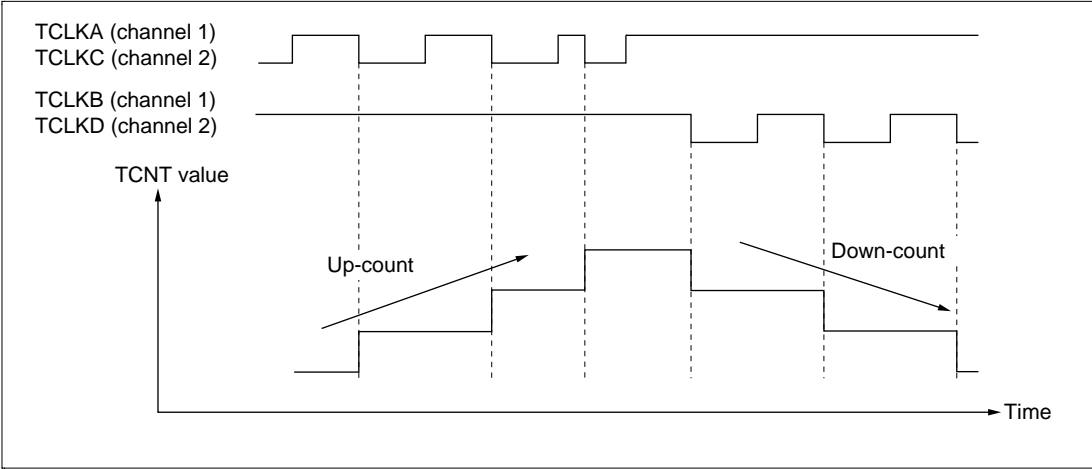 TCLKA (channel 1)
TCLKC (channel 2)
TCLKB (channel 1)
TCLKD (channel 2)
TCNT value
Up-count
Down-count
Time